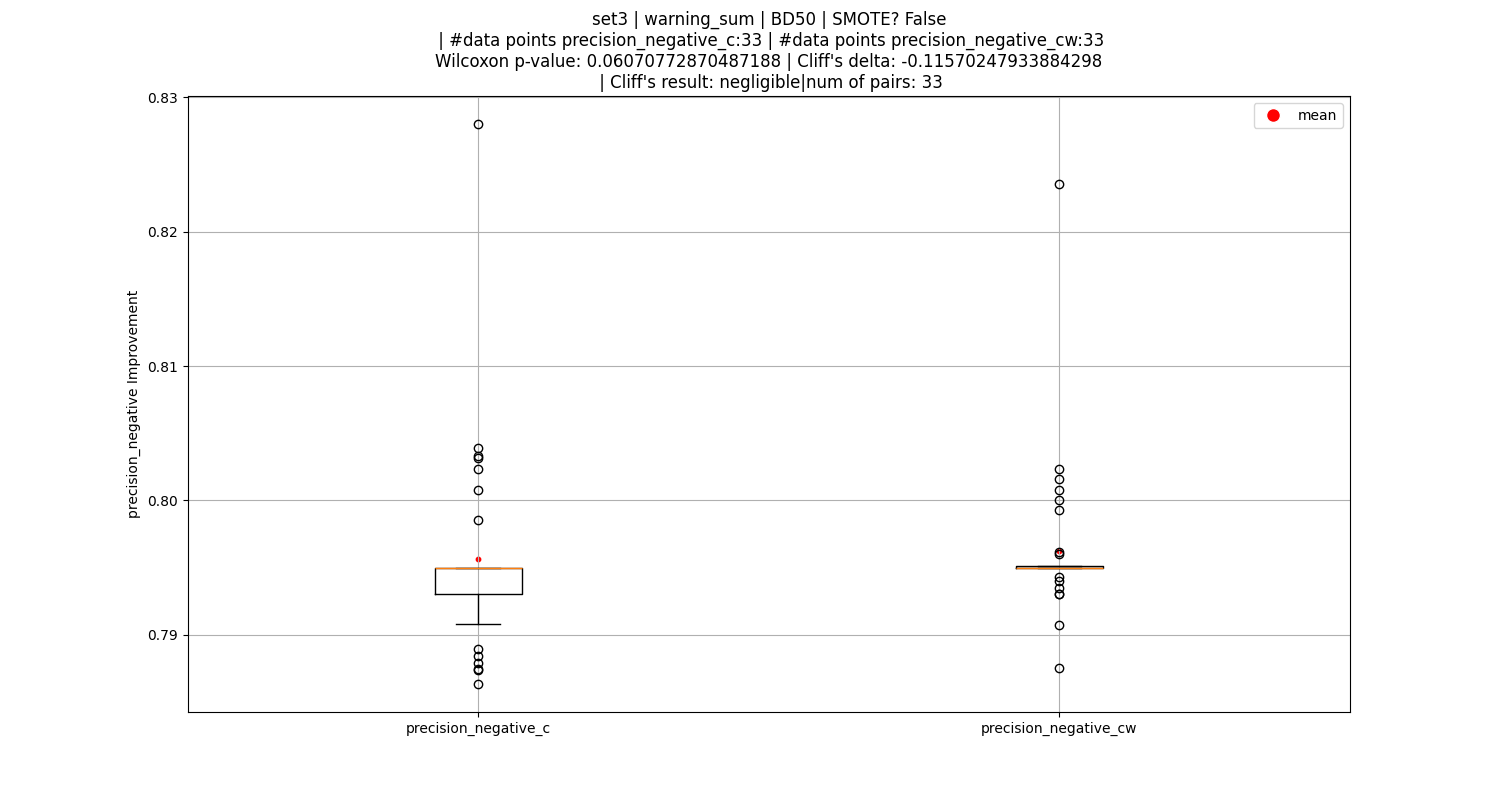 set3 | warning_sum | BD50 | SMOTE? False
| #data points precision_negative_c:33 | #data points precision_negative_cw:33
Wilcoxon p-value: 0.06070772870487188 | Cliff's delta: -0.11570247933884298
| Cliff's result: negligible|num of pairs: 33
mean
precision_negative Improvement
0.83
0.82
0.81
0.80
0.79
precision_negative_c
precision_negative_cw